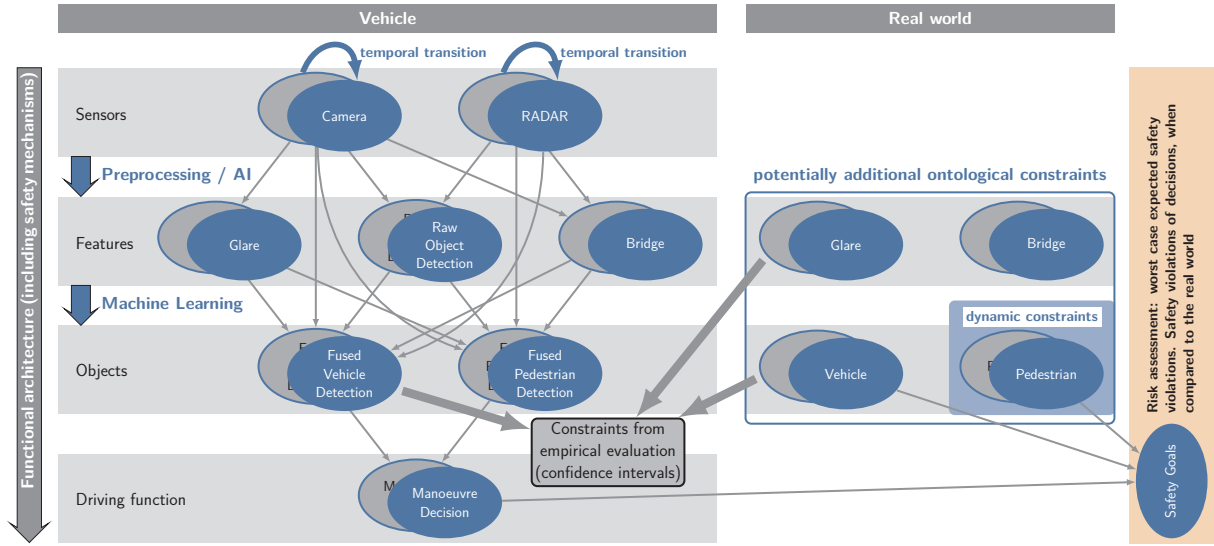 Vehicle
Real world
temporal transition
temporal transition
Functional architecture (including safety mechanisms)
Sensors
Camera
RADAR
Preprocessing / AI
Features
Glare
Raw
Object
Detection
Bridge
Machine Learning
Objects
Fused
Vehicle
Detection
Fused
Pedestrian
Detection
Constraints from
empirical evaluation
(confidence intervals)
Driving function
Manoeuvre
Decision
potentially additional ontological constraints
Glare
Bridge
dynamic constraints
Vehicle
Pedestrian
Risk assessment: worst case expected safety
violations. Safety violations of decisions, when
compared to the real world
Safety Goals